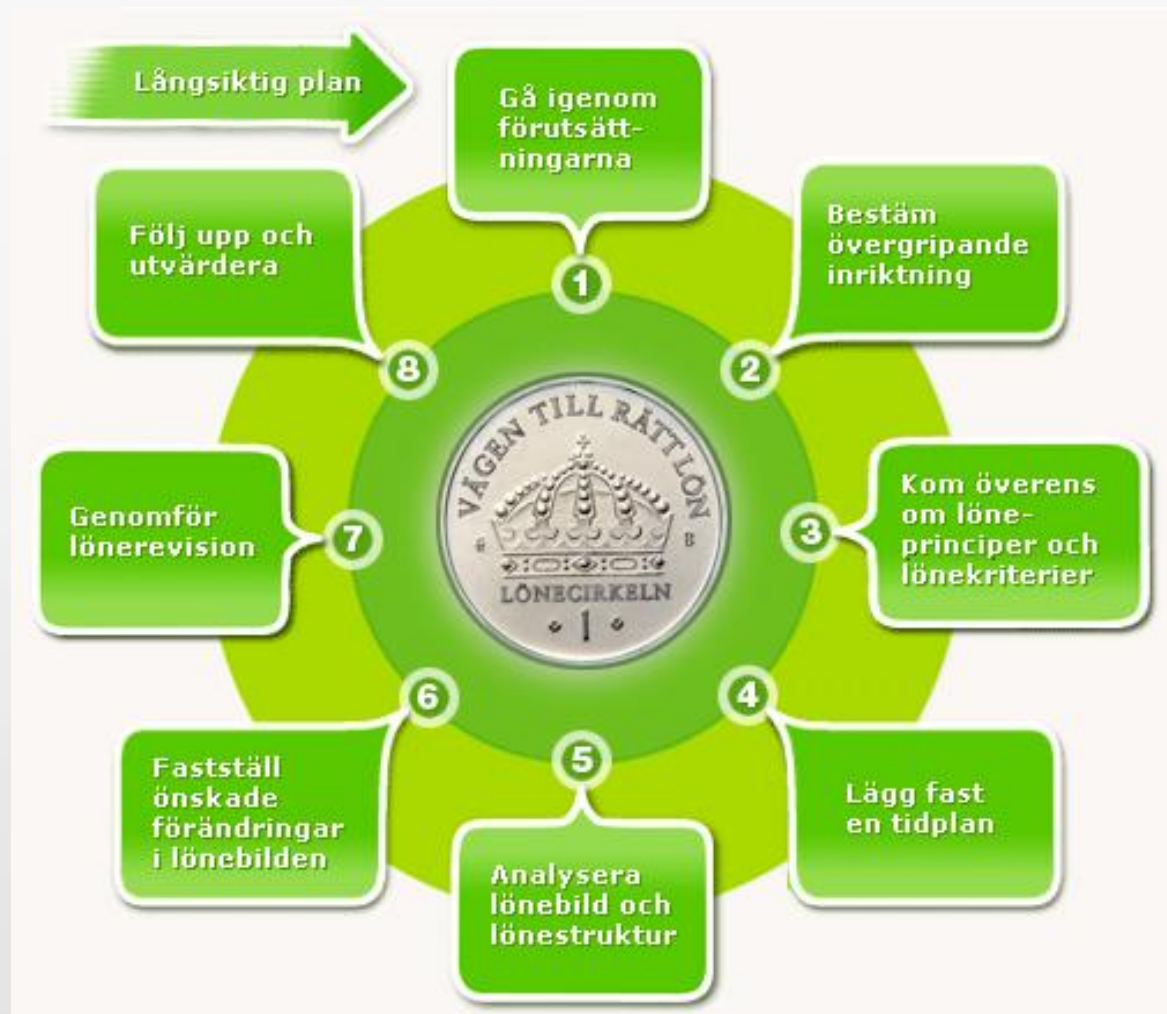 Långsiktig plan
Gå igenom
förutsätt-
ningarna
1
Bestäm
övergripande
inriktning
2
Kom överens
om löne-
principer och
lönekriterier
3
Lägg fast
en tidplan
4
Analysera
lönebild och
lönestruktur
5
Fastställ
önskade
förändringar
i lönebilden
6
Genomför
lönerevision
7
Följ upp och
utvärdera
8
VÄGEN TILL RÄTT LÖN
B
LÖNECIRKELN
1